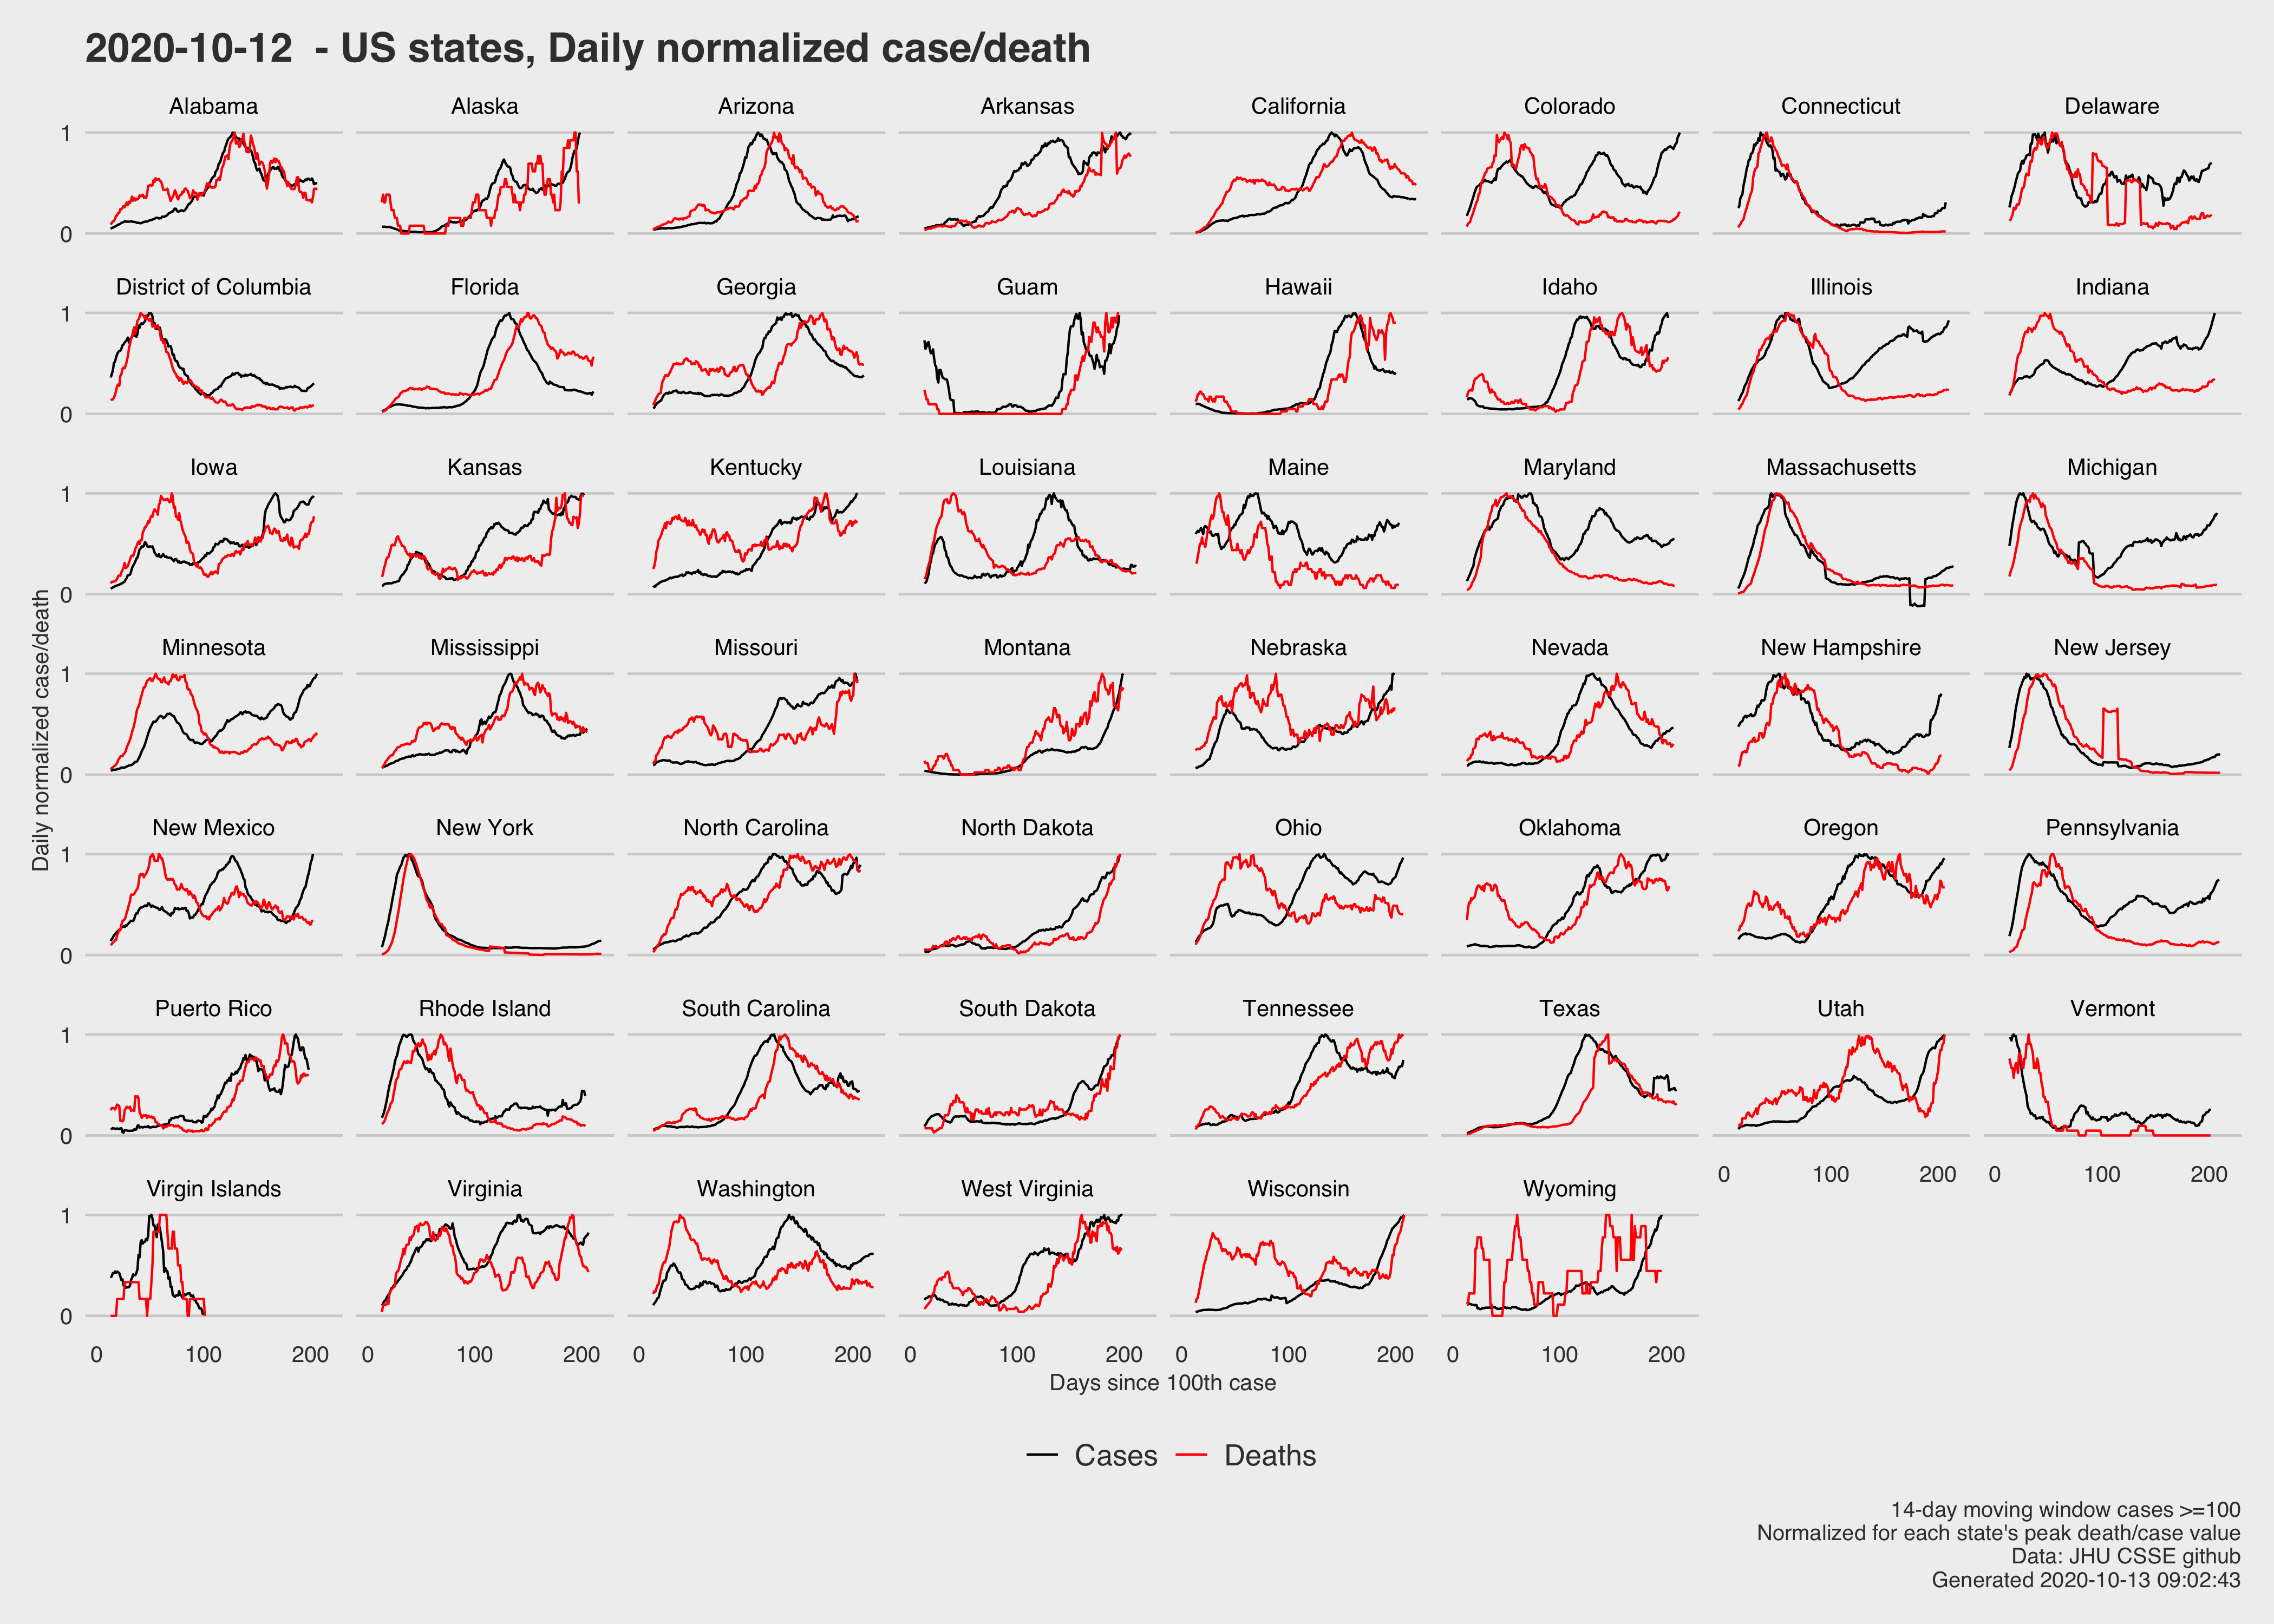 2020-10-12  - US states, Daily normalized case/death
Alabama Alaska Arizona Arkansas California Colorado Connecticut Delaware
1
0
District of Columbia Florida Georgia Guam Hawaii Idaho Illinois Indiana
1
0
Iowa Kansas Kentucky Louisiana Maine Maryland Massachusetts Michigan
1
0
Daily normalized case/death
Minnesota Mississippi Missouri Montana Nebraska Nevada New Hampshire New Jersey
1
0
New Mexico New York North Carolina North Dakota Ohio Oklahoma Oregon Pennsylvania
1
0
Puerto Rico Rhode Island South Carolina South Dakota Tennessee Texas Utah Vermont
1
0
0 100 200 0 100 200
Virgin Islands Virginia Washington West Virginia Wisconsin Wyoming
1
0
0 100 200 0 100 200 0 100 200 0 100 200 0 100 200 0 100 200
Days since 100th case
Cases Deaths
14-day moving window cases >=100
Normalized for each state's peak death/case value
Data: JHU CSSE github
Generated 2020-10-13 09:02:43